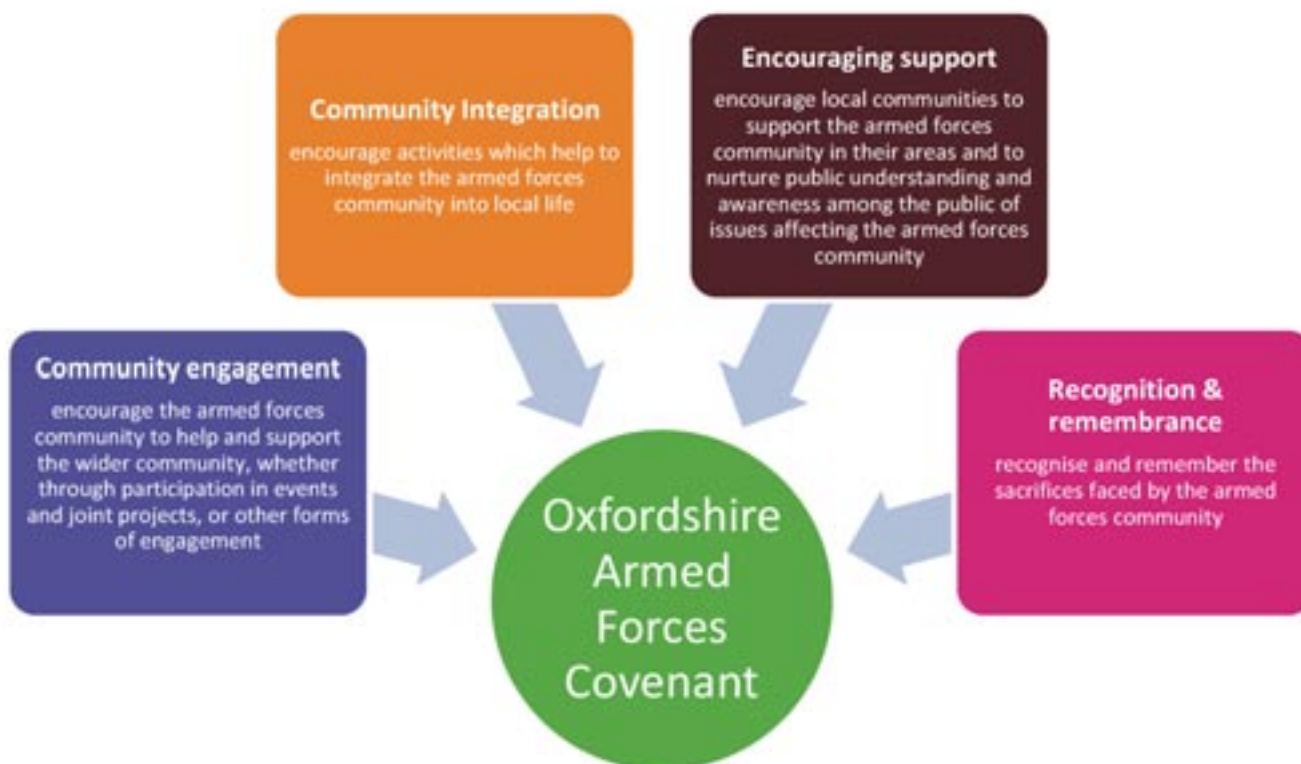 Community engagement
encourage the armed forces
community to help and support
the wider community, whether
through participation in events
and joint projects, or other forms
of engagement
Community Integration
encourage activities which help to
integrate the armed forces
community into local life
Encouraging support
encourage local communities to
support the armed forces
community in their areas and to
nurture public understanding and
awareness among the public of
issues affecting the armed forces
community
Recognition &
remembrance
recognise and remember the
sacrifices faced by the armed
forces community
Oxfordshire
Armed
Forces
Covenant